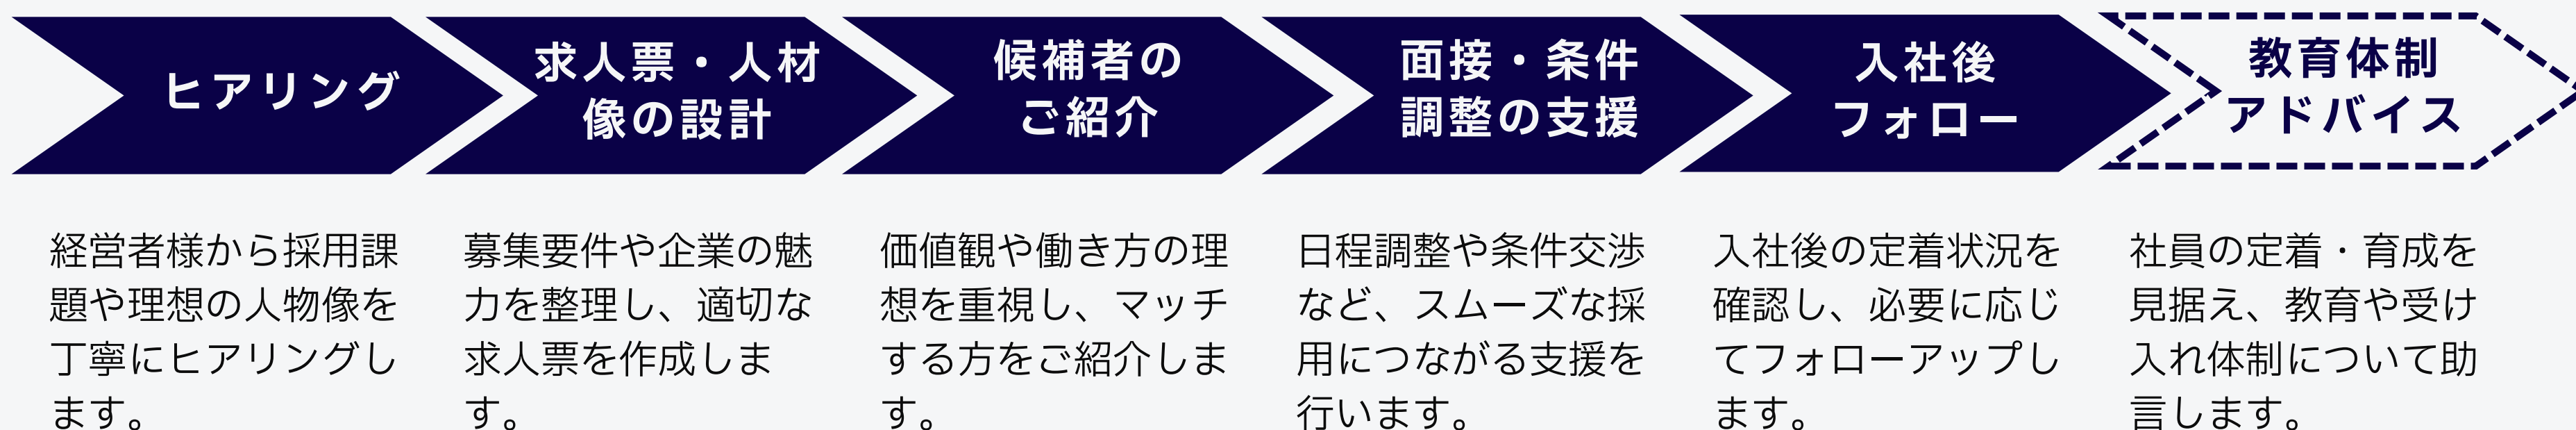 ヒアリング
求人票・人材
像の設計
候補者の
ご紹介
面接・条件
調整の支援
入社後
フォロー
教育体制
アドバイス
経営者様から採用課
題や理想の人物像を
丁寧にヒアリングし
ます。
募集要件や企業の魅
力を整理し、適切な
求人票を作成しま
す。
価値観や働き方の理
想を重視し、マッチ
する方をご紹介しま
す。
日程調整や条件交渉
など、スムーズな採
用につながる支援を
行います。
入社後の定着状況を
確認し、必要に応じ
てフォローアップし
ます。
社員の定着・育成を
見据え、教育や受け
入れ体制について助
言します。